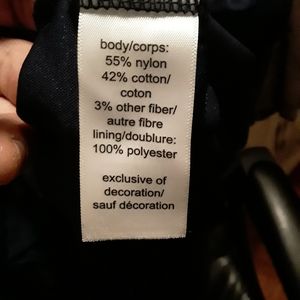 body/corps:
55% nylon
42% cotton/
coton
3% other fiber/
autre fibre
lining/doublure:
100% polyester
exclusive of
decoration/
sauf décoration